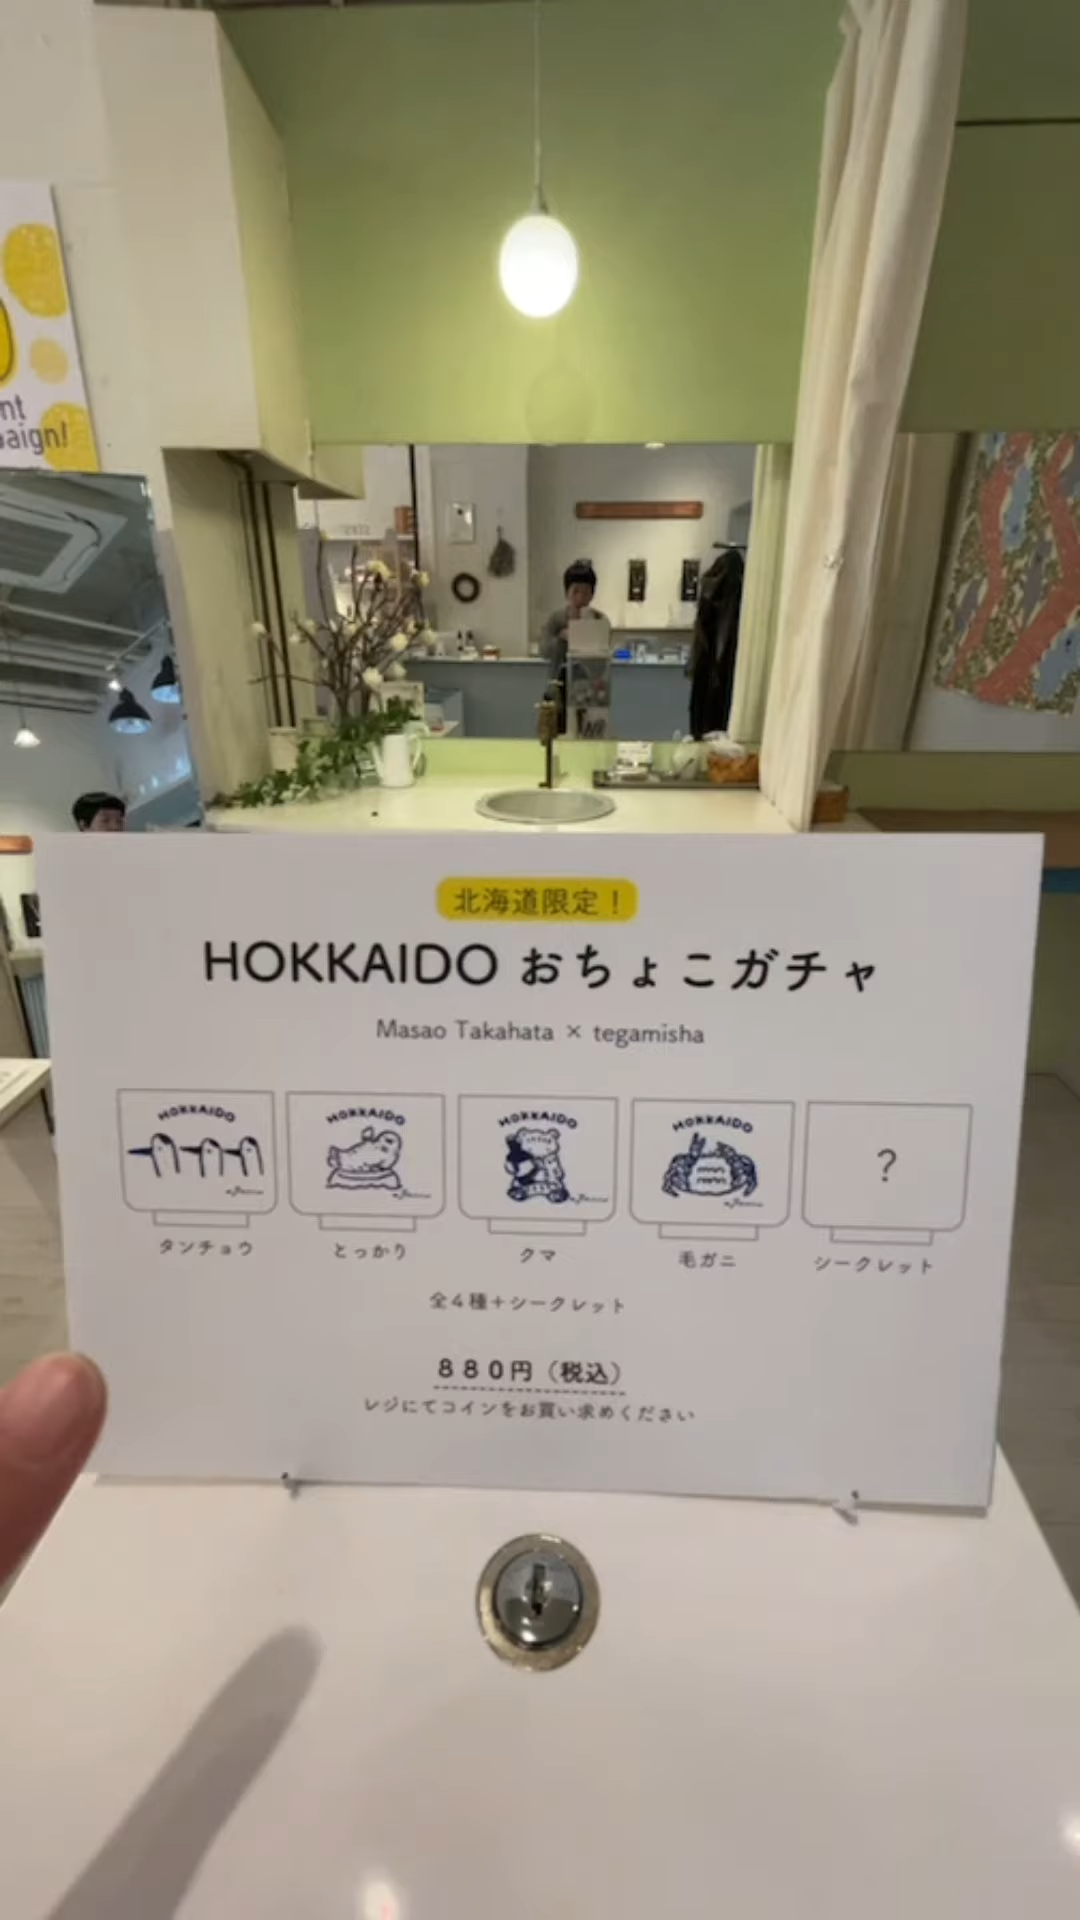 nt
aign!
北海道限定！
HOKKAIDO おちょこガチャ
Masao Takahata × tegamisha
HOKKAIDO
HOKKAIDO
HOKKAIDO
HOKKAIDO
?
タンチョウ
とっかり
クマ
毛ガニ
シークレット
全4種＋シークレット
880円（税込）
レジにてコインをお買い求めください